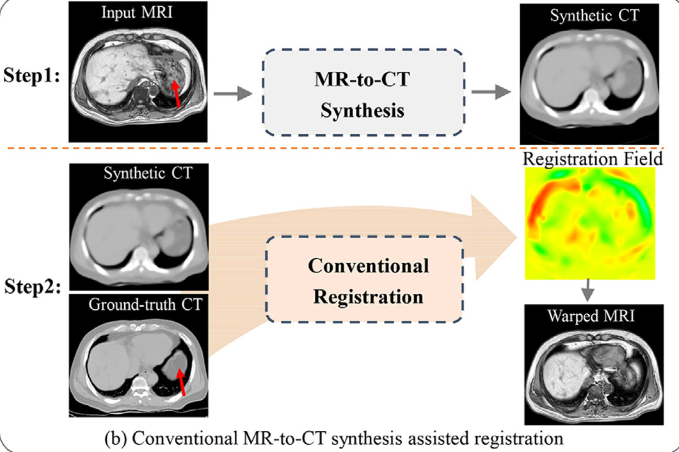 Input MRI
Synthetic CT
Step1:
MR-to-CT
Synthesis
Synthetic CT
Registration Field
Step2:
Conventional
Registration
Ground-truth CT
Warped MRI
(b) Conventional MR-to-CT synthesis assisted registration